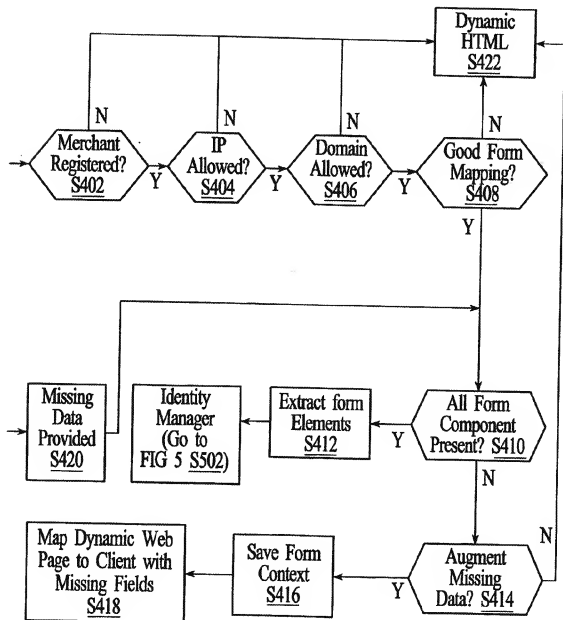 Dynamic
HTML
S422
N
N
N
N
Merchant
Registered?
S402
Y
IP
Allowed?
S404
Y
Domain
Allowed?
S406
Y
Good Form
Mapping?
S408
Y
Missing
Data
Provided
S420
Identity
Manager
(Go to
FIG 5 S502)
Extract form
Elements
S412
Y
All Form
Component
Present? S410
N
Map Dynamic Web
Page to Client with
Missing Fields
S418
Save Form
Context
S416
Y
Augment
Missing
Data? S414
N